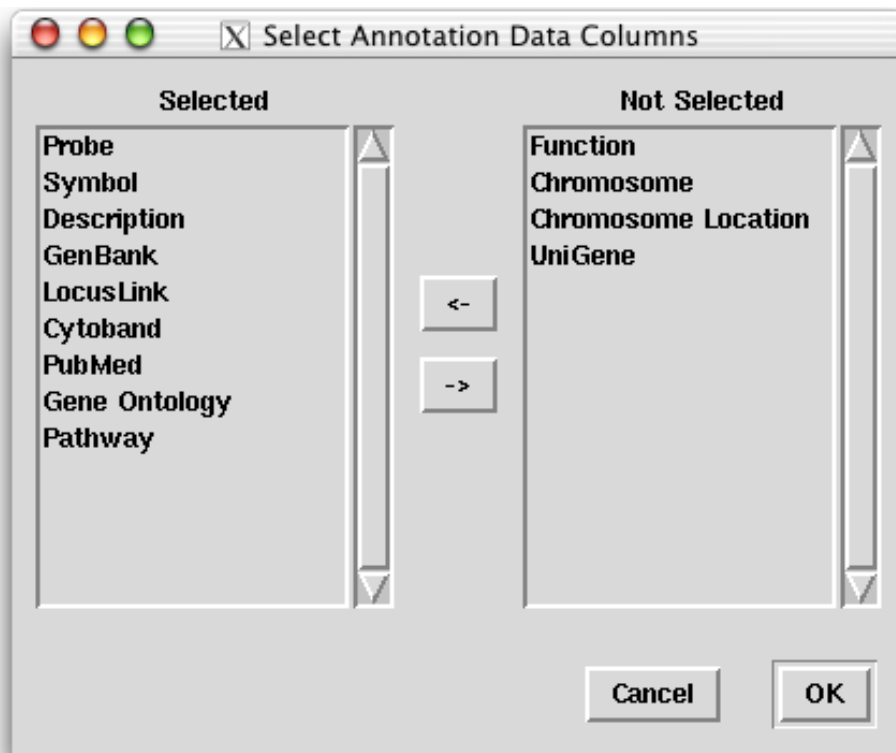 Select Annotation Data Columns
Selected
Probe
Symbol
Description
GenBank
LocusLink
Cytoband
PubMed
Gene Ontology
Pathway
<-
->
Not Selected
Function
Chromosome
Chromosome Location
UniGene
Cancel
OK